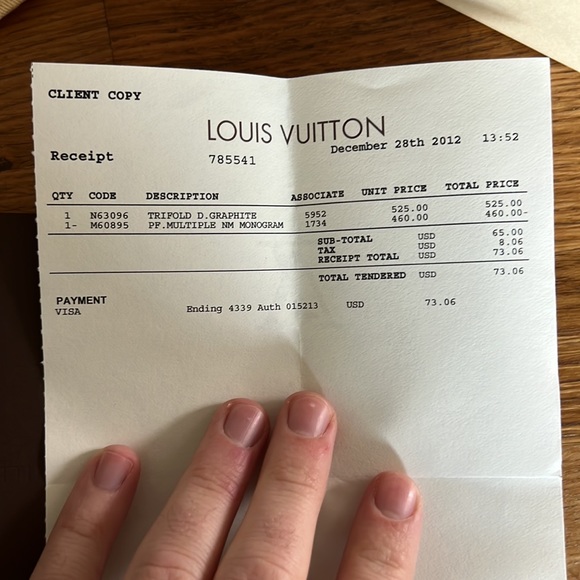 CLIENT COPY
LOUIS VUITTON
December 28th 2012 13:52
Receipt 785541
QTY CODE DESCRIPTION ASSOCIATE UNIT PRICE TOTAL PRICE
1 N63096 TRIFOLD D.GRAPHITE 5952 525.00 525.00
1- M60895 PF.MULTIPLE NM MONOGRAM 1734 460.00 460.00-
SUB-TOTAL USD 65.00
TAX USD 8.06
RECEIPT TOTAL USD 73.06
TOTAL TENDERED USD 73.06
PAYMENT
VISA Ending 4339 Auth 015213 USD 73.06